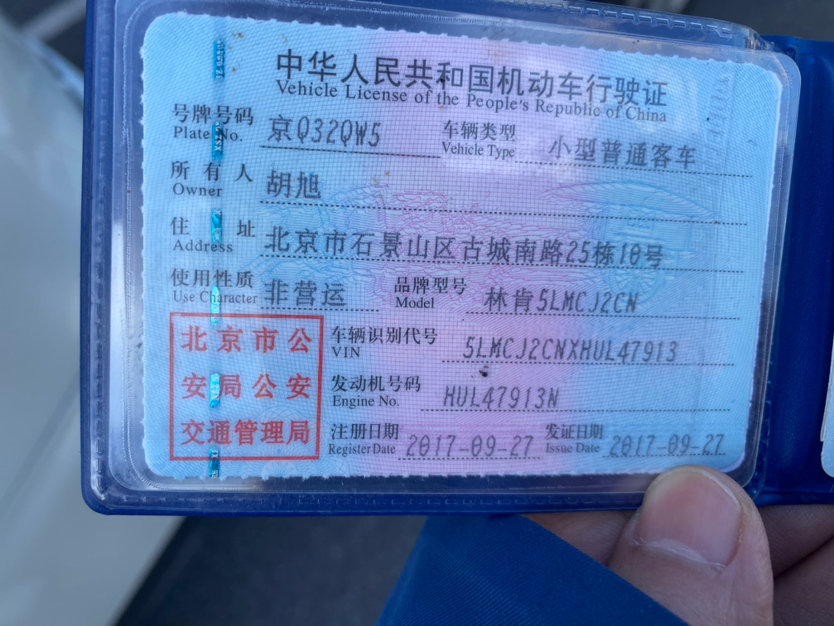 中华人民共和国机动车行驶证
Vehicle License of the People's Republic of China
号牌号码 京Q32QW5 车辆类型 小型普通客车
Plate No. Vehicle Type
所有人 胡旭
Owner
住址 北京市石景山区古城南路25栋10号
Address
使用性质 非营运 品牌型号 林肯5LMCJ2CN
Use Character Model
车辆识别代号 5LMCJ2CNXHUL47913
VIN
发动机号码 HUL47913N
Engine No.
注册日期 2017-09-27 发证日期 2017-09-27
Register Date Issue Date
北京市公
安局公安
交通管理局